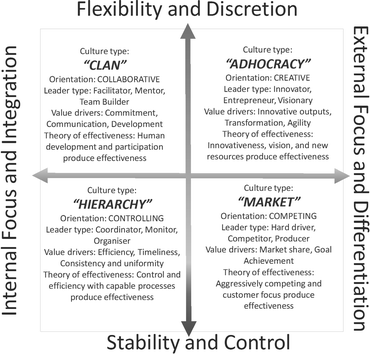 Flexibility and Discretion
Internal Focus and Integration
Culture type:
“CLAN”
Orientation: COLLABORATIVE
Leader type: Facilitator, Mentor,
Team Builder
Value drivers: Commitment,
Communication, Development
Theory of effectiveness: Human
development and participation
produce effectiveness
Culture type:
“ADHOCRACY”
Orientation: CREATIVE
Leader type: Innovator,
Entrepreneur, Visionary
Value drivers: Innovative outputs,
Transformation, Agility
Theory of effectiveness:
Innovativeness, vision, and new
resources produce effectiveness
External Focus and Differentiation
Culture type:
“HIERARCHY”
Orientation: CONTROLLING
Leader type: Coordinator, Monitor,
Organiser
Value drivers: Efficiency, Timeliness,
Consistency and uniformity
Theory of effectiveness: Control and
efficiency with capable processes
produce effectiveness
Culture type:
“MARKET”
Orientation: COMPETING
Leader type: Hard driver,
Competitor, Producer
Value drivers: Market share, Goal
Achievement
Theory of effectiveness:
Aggressively competing and
customer focus produce
effectiveness
Stability and Control